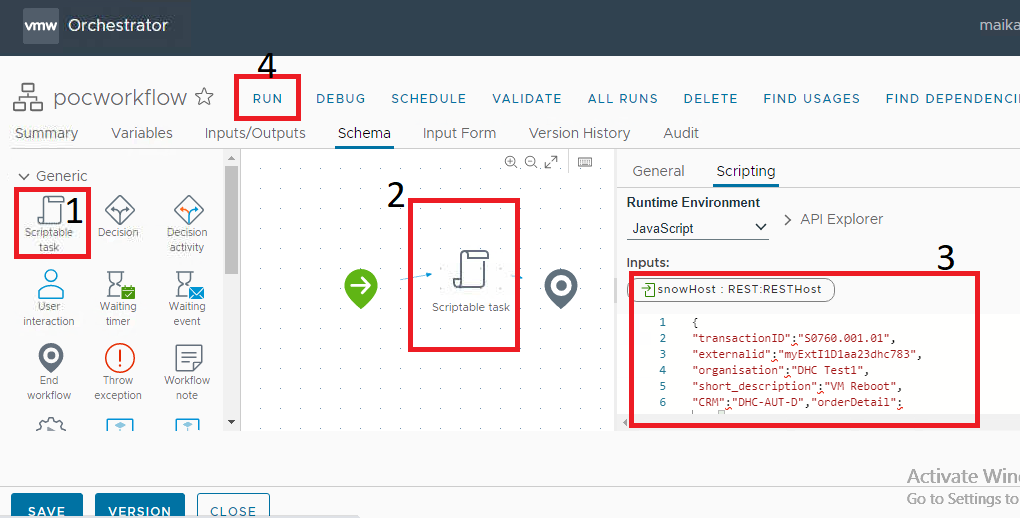 vmw Orchestrator
maika
4
pocworkflow
RUN DEBUG SCHEDULE VALIDATE ALL RUNS DELETE FIND USAGES FIND DEPENDENCI
Summary Variables Inputs/Outputs Schema Input Form Version History Audit
Generic
1
Scriptable task
Decision
Decision activity
User interaction
Waiting timer
Waiting event
End workflow
Throw exception
Workflow note
2
Scriptable task
General Scripting
Runtime Environment
JavaScript
API Explorer
Inputs:
3
snowHost : REST:RESTHost
1 {
2 "transactionID":"S0760.001.01",
3 "externalid":"myExtI1D1aa23dhc783",
4 "organisation":"DHC Test1",
5 "short_description":"VM Reboot",
6 "CRM":"DHC-AUT-D","orderDetail":
Activate Win
Go to Settings to
SAVE VERSION CLOSE